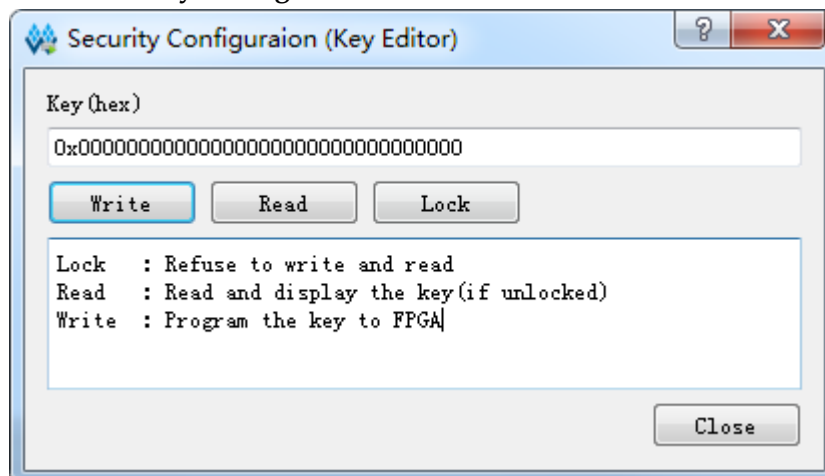 Security Configuraion (Key Editor)
Key(hex)
0x00000000000000000000000000000000
Write Read Lock
Lock : Refuse to write and read
Read : Read and display the key(if unlocked)
Write : Program the key to FPGA
Close